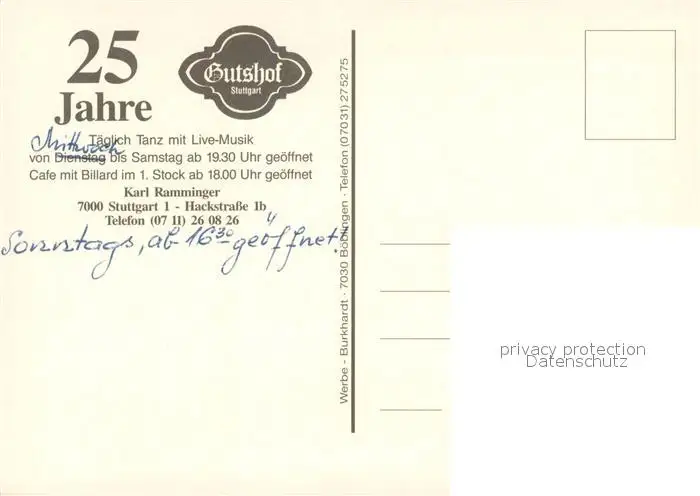 25
Jahre
Gutshof
Stuttgart
Mittwoch
Täglich Tanz mit Live-Musik
von Dienstag bis Samstag ab 19.30 Uhr geöffnet
Cafe mit Billard im 1. Stock ab 18.00 Uhr geöffnet
Karl Ramminger
7000 Stuttgart 1 - Hackstraße 1b
Telefon (07 11) 26 08 26
Sonntags, ab 16³⁰ geöffnet
Werbe - Burkhardt · 7030 Böblingen · Telefon (07031) 275275
privacy protection
Datenschutz